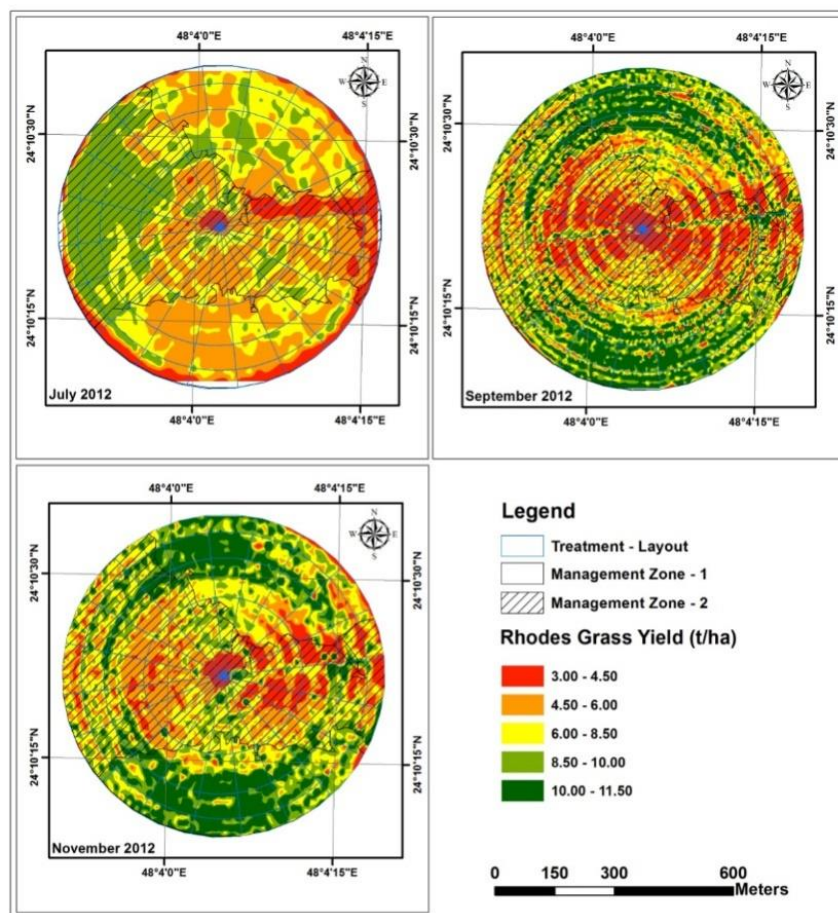 48°4'0"E
48°4'15"E
N
W E
S
24°10'30"N
24°10'30"N
24°10'15"N
24°10'15"N
July 2012
48°4'0"E
48°4'15"E
48°4'0"E
48°4'15"E
N
W E
S
24°10'30"N
24°10'30"N
24°10'15"N
24°10'15"N
September 2012
48°4'0"E
48°4'15"E
48°4'0"E
48°4'15"E
N
W E
S
24°10'30"N
24°10'30"N
24°10'15"N
24°10'15"N
November 2012
48°4'0"E
48°4'15"E
Legend
Treatment - Layout
Management Zone - 1
Management Zone - 2
Rhodes Grass Yield (t/ha)
3.00 - 4.50
4.50 - 6.00
6.00 - 8.50
8.50 - 10.00
10.00 - 11.50
0 150 300 600
Meters